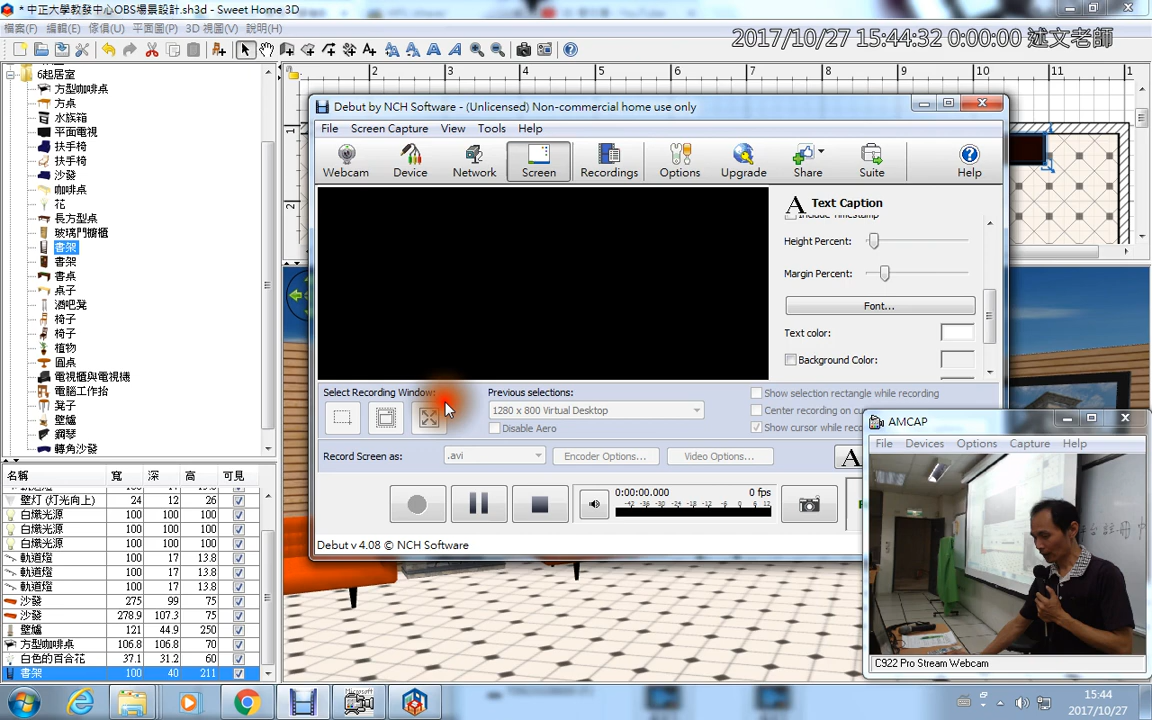 * 中正大學教發中心OBS場景設計.sh3d - Sweet Home 3D
檔案(F) 編輯(E) 傢俱(U) 平面圖(P) 3D 視圖(V) 說明(H)
2017/10/27 15:44:32 0:00:00 述文老師
6起居室
方型咖啡點
方点
水族箱
平面電視
扶手椅
扶手椅
沙發
咖啡点
花
長方型点
玻璃門櫥櫃
書架
書架
書点
桌子
酒吧凳
椅子
椅子
植物
圓点
電視櫃與電視機
電腦工作抬
凳子
壁爐
鋼琴
轉角沙發
2 3 4 5 6 7 8 9 10 11 1
1
2
Debut by NCH Software - (Unlicensed) Non-commercial home use only
File Screen Capture View Tools Help
Webcam Device Network Screen Recordings Options Upgrade Share Suite Help
A Text Caption
Include Timestamp
Height Percent:
Margin Percent:
Font...
Text color:
Background Color:
Select Recording Window:
Previous selections:
1280 x 800 Virtual Desktop
Disable Aero
Show selection rectangle while recording
Center recording on cu
Show cursor while reco
Record Screen as: .avi Encoder Options... Video Options... A
0:00:00.000 0 fps
Debut v 4.08 © NCH Software
AMCAP
File Devices Options Capture Help
C922 Pro Stream Webcam
名稱 寬 深 高 可見
壁灯 (灯光向上) 24 12 26
白熾光源 100 100 100
白熾光源 100 100 100
白熾光源 100 100 100
軌道燈 100 17 13.8
軌道燈 100 17 13.8
軌道燈 100 17 13.8
沙發 275 99 75
沙發 278.9 107.3 75
壁爐 121 44.9 250
方型咖啡点 106.8 106.8 40
白色的百合花 37.1 31.2 60
書架 100 40 211
15:44
2017/10/27